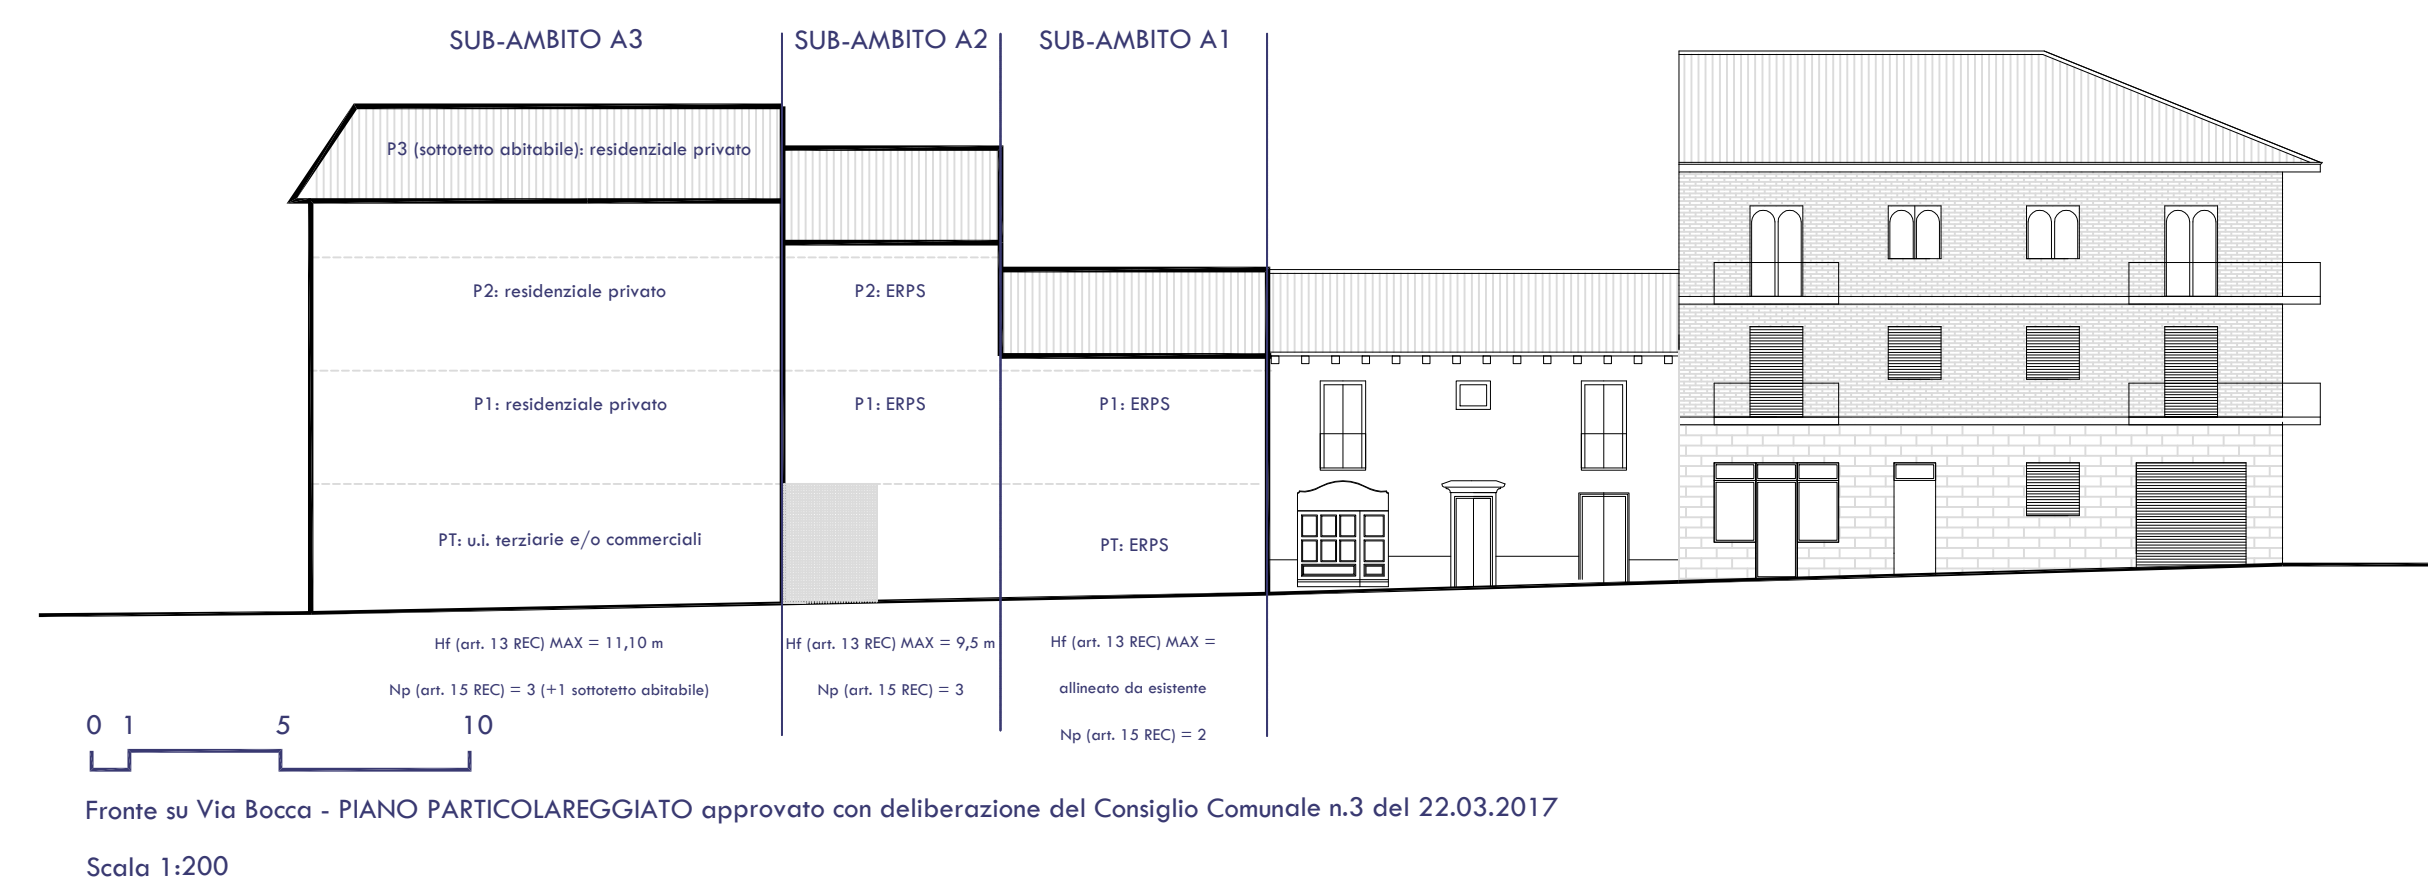 SUB-AMBITO A3
SUB-AMBITO A2
SUB-AMBITO A1
P3 (sottotetto abitabile): residenziale privato
P2: residenziale privato
P2: ERPS
P1: residenziale privato
P1: ERPS
P1: ERPS
PT: u.i. terziarie e/o commerciali
PT: ERPS
Hf (art. 13 REC) MAX = 11,10 m
Np (art. 15 REC) = 3 (+1 sottotetto abitabile)
Hf (art. 13 REC) MAX = 9,5 m
Np (art. 15 REC) = 3
Hf (art. 13 REC) MAX =
allineato da esistente
Np (art. 15 REC) = 2
0 1 5 10
Fronte su Via Bocca - PIANO PARTICOLAREGGIATO approvato con deliberazione del Consiglio Comunale n.3 del 22.03.2017
Scala 1:200